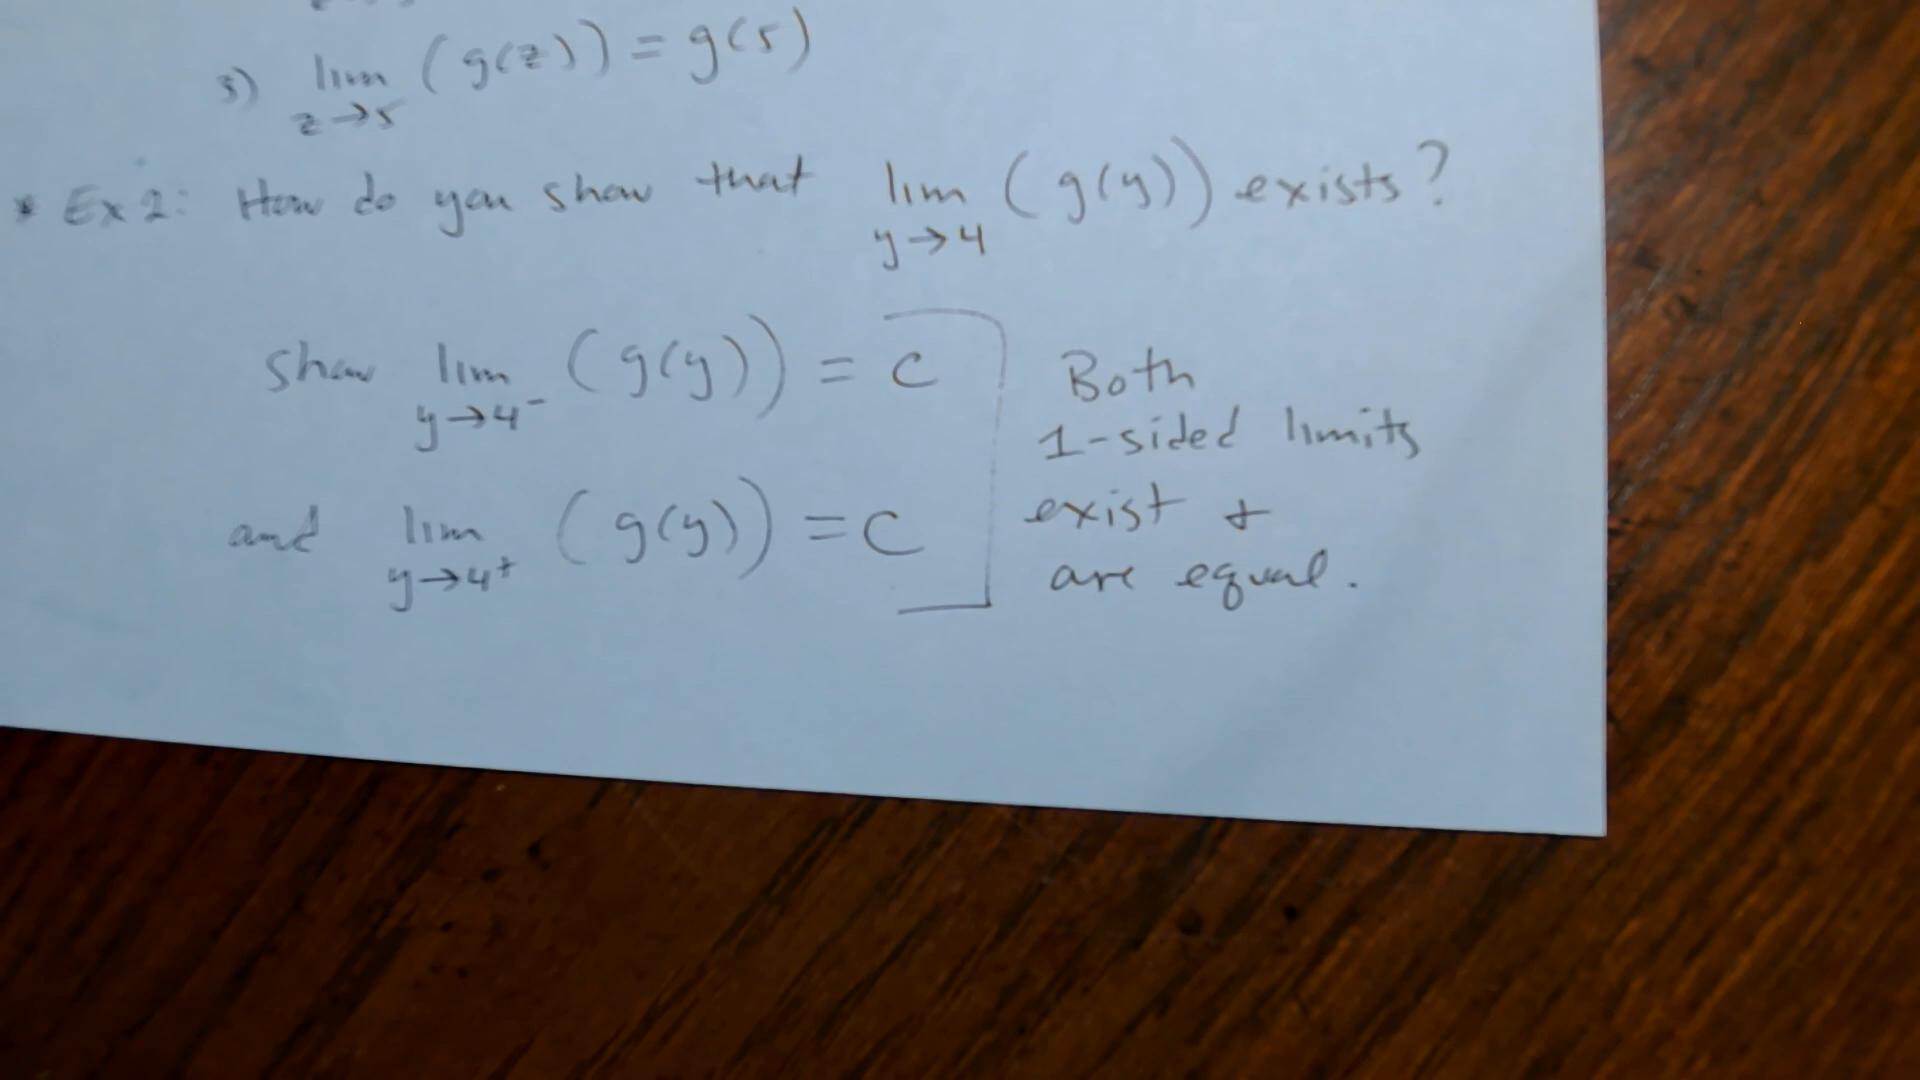 3) lim (g(z)) = g(5)
z→5
* Ex 2: How do you show that lim (g(y)) exists?
y→4
show lim (g(y)) = c
y→4⁻
and lim (g(y)) = c
y→4⁺
Both
1-sided limits
exist +
are equal.